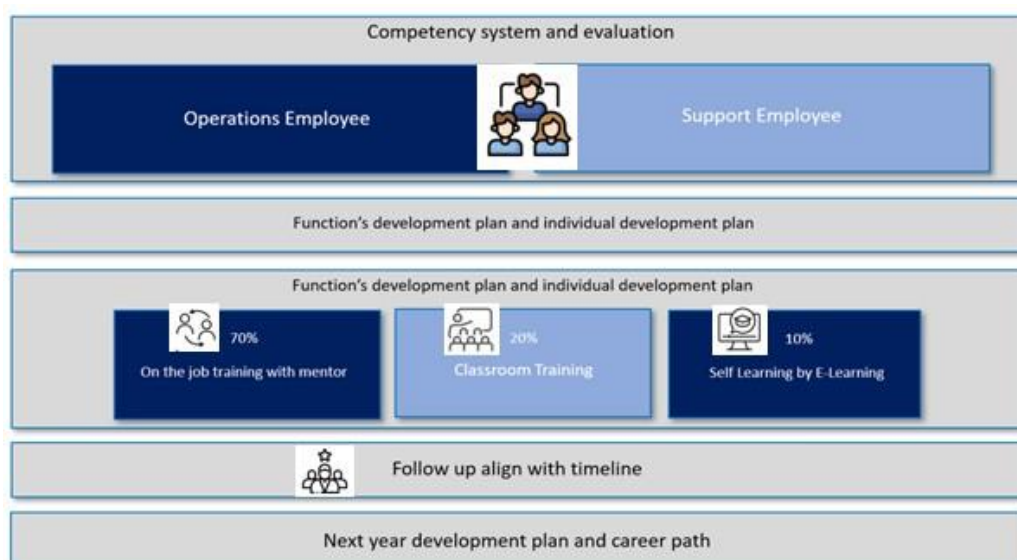 Competency system and evaluation
Operations Employee
Support Employee
Function's development plan and individual development plan
Function's development plan and individual development plan
70%
On the job training with mentor
20%
Classroom Training
10%
Self Learning by E-Learning
Follow up align with timeline
Next year development plan and career path